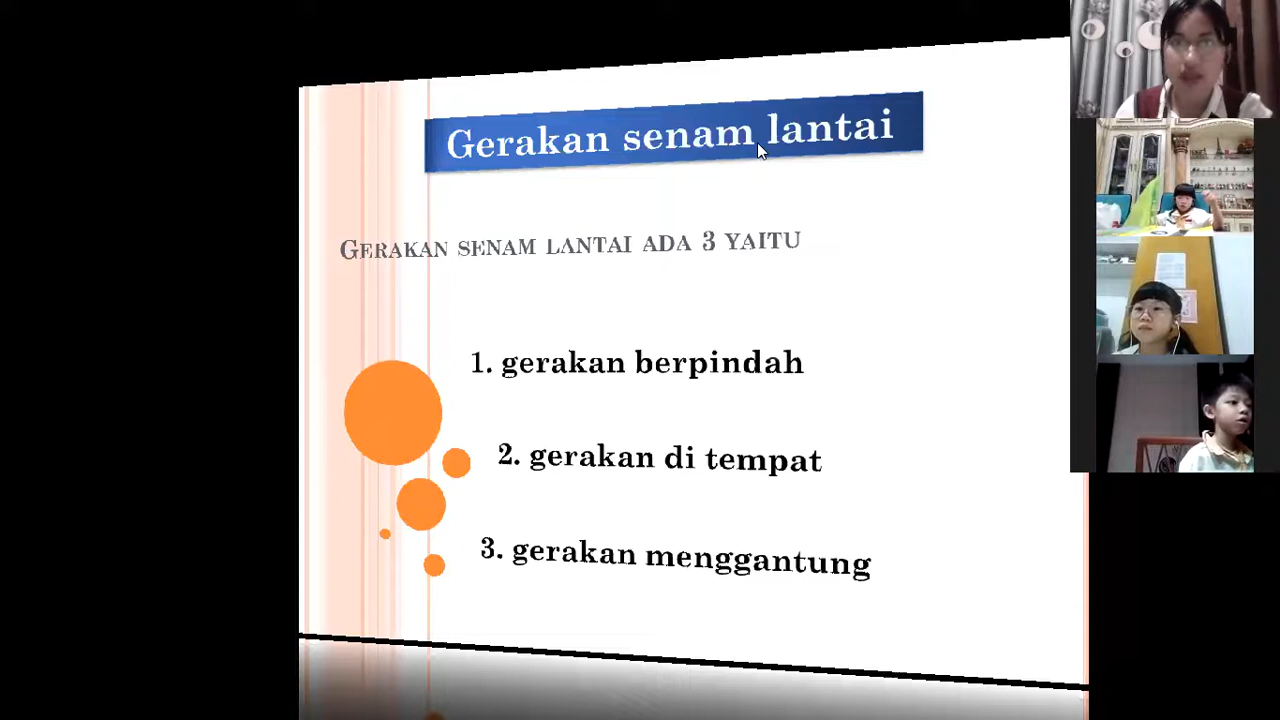 Gerakan senam lantai
GERAKAN SENAM LANTAI ADA 3 YAITU
1. gerakan berpindah
2. gerakan di tempat
3. gerakan menggantung